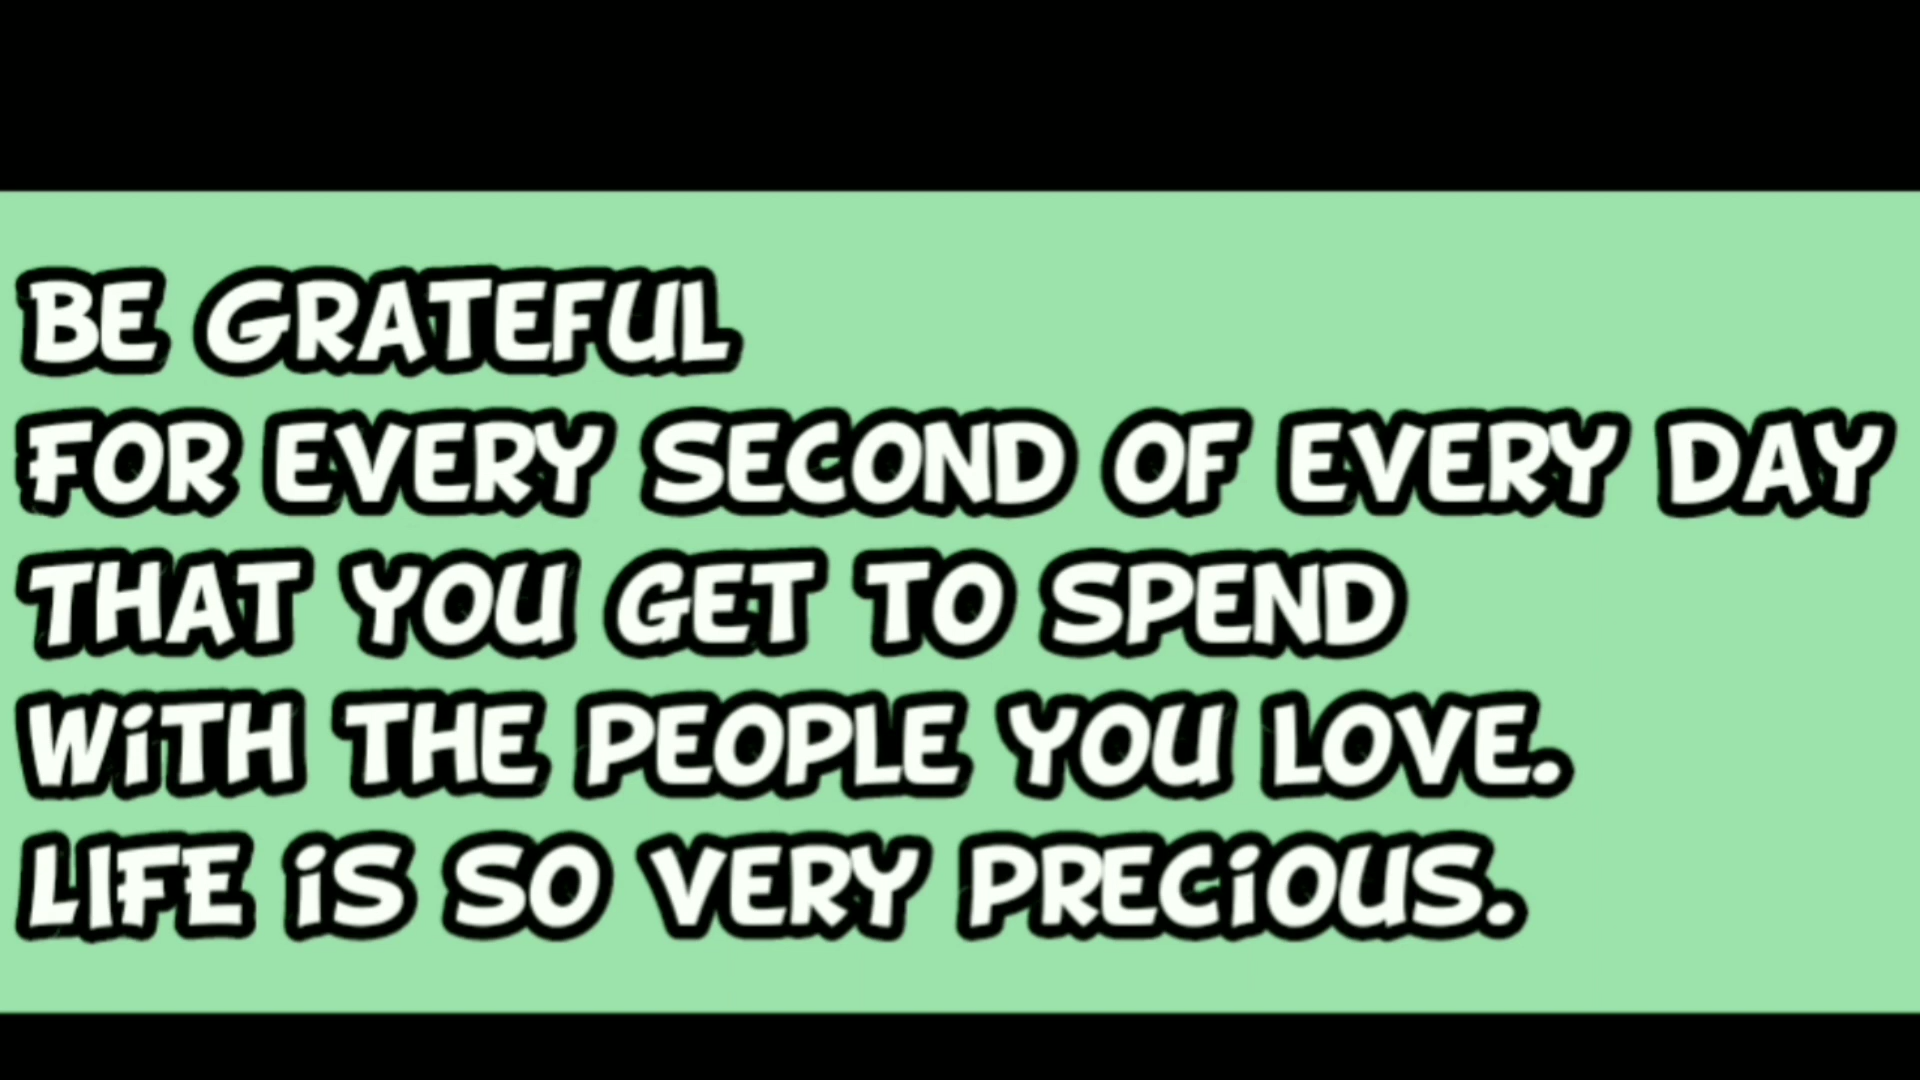 BE GRATEFUL
FOR EVERY SECOND OF EVERY DAY
THAT YOU GET TO SPEND
WiTH THE PEOPLE YOU LOVE.
LIFE iS SO VERY PRECiOUS.